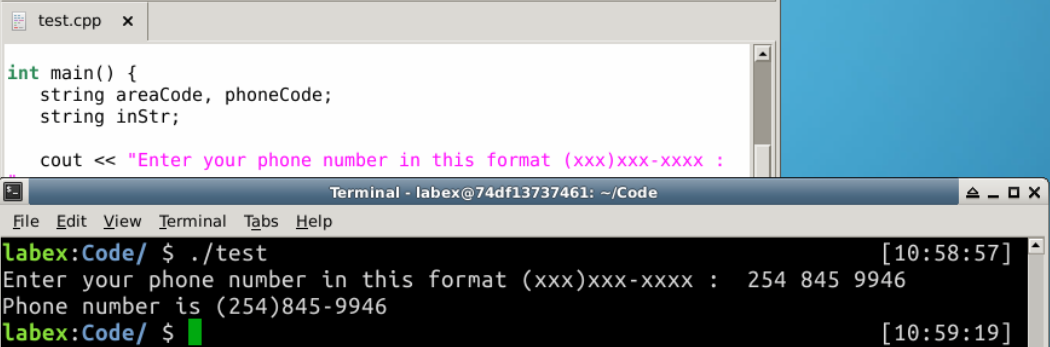 test.cpp
int main() {
string areaCode, phoneCode;
string inStr;
cout << "Enter your phone number in this format (xxx)xxx-xxxx :
Terminal - labex@74df13737461: ~/Code
File Edit View Terminal Tabs Help
labex:Code/ $ ./test [10:58:57]
Enter your phone number in this format (xxx)xxx-xxxx :  254 845 9946
Phone number is (254)845-9946
labex:Code/ $ [10:59:19]